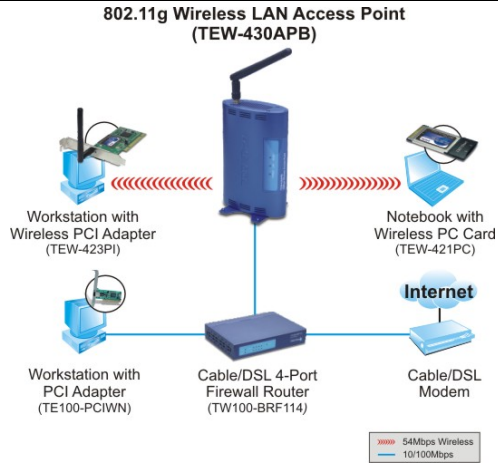 802.11g Wireless LAN Access Point
(TEW-430APB)
Workstation with
Wireless PCI Adapter
(TEW-423PI)
Notebook with
Wireless PC Card
(TEW-421PC)
Internet
Workstation with
PCI Adapter
(TE100-PCIWN)
Cable/DSL 4-Port
Firewall Router
(TW100-BRF114)
Cable/DSL
Modem
54Mbps Wireless
10/100Mbps